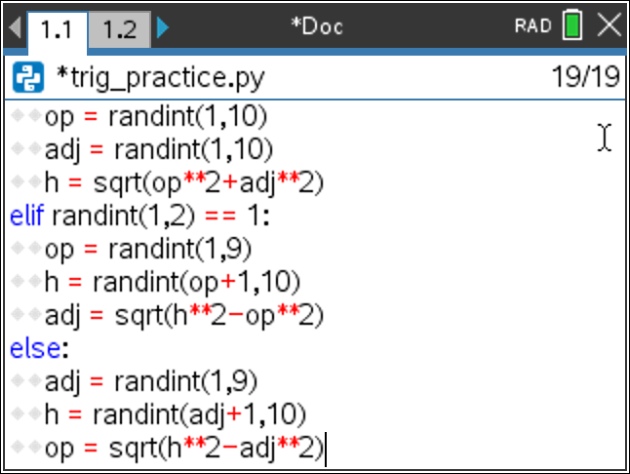 1.1 1.2 *Doc RAD
*trig_practice.py 19/19
op = randint(1,10)
adj = randint(1,10)
h = sqrt(op**2+adj**2)
elif randint(1,2) == 1:
op = randint(1,9)
h = randint(op+1,10)
adj = sqrt(h**2-op**2)
else:
adj = randint(1,9)
h = randint(adj+1,10)
op = sqrt(h**2-adj**2)